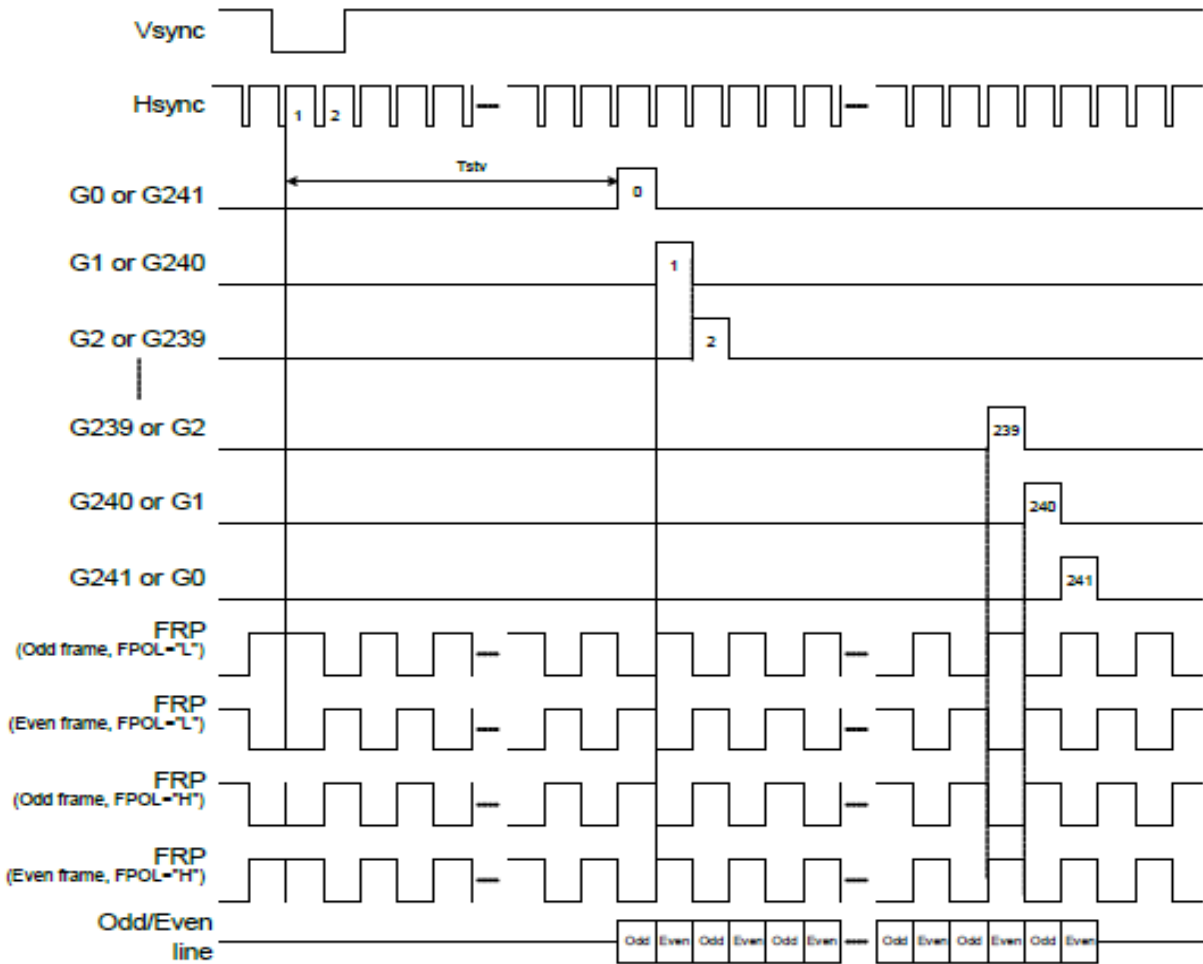 Vsync
Hsync
1 2
Tstv
G0 or G241
0
G1 or G240
1
G2 or G239
2
G239 or G2
239
G240 or G1
240
G241 or G0
241
FRP
(Odd frame, FPOL="L")
FRP
(Even frame, FPOL="L")
FRP
(Odd frame, FPOL="H")
FRP
(Even frame, FPOL="H")
Odd/Even
line
Odd Even Odd Even Odd Even Odd Even Odd Even Odd Even